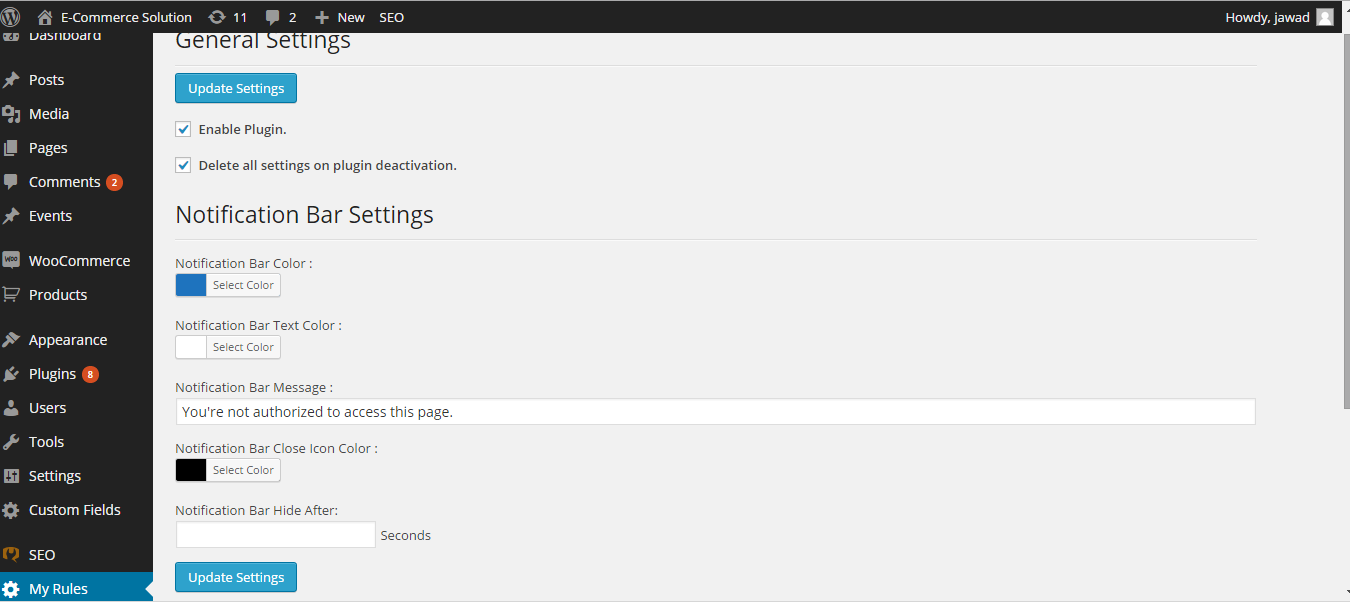 E-Commerce Solution 11 2 New SEO Howdy, jawad
Dashboard
Posts
Media
Pages
Comments 2
Events
WooCommerce
Products
Appearance
Plugins 8
Users
Tools
Settings
Custom Fields
SEO
My Rules
General Settings
Update Settings
Enable Plugin.
Delete all settings on plugin deactivation.
Notification Bar Settings
Notification Bar Color :
Select Color
Notification Bar Text Color :
Select Color
Notification Bar Message :
You're not authorized to access this page.
Notification Bar Close Icon Color :
Select Color
Notification Bar Hide After:
Seconds
Update Settings